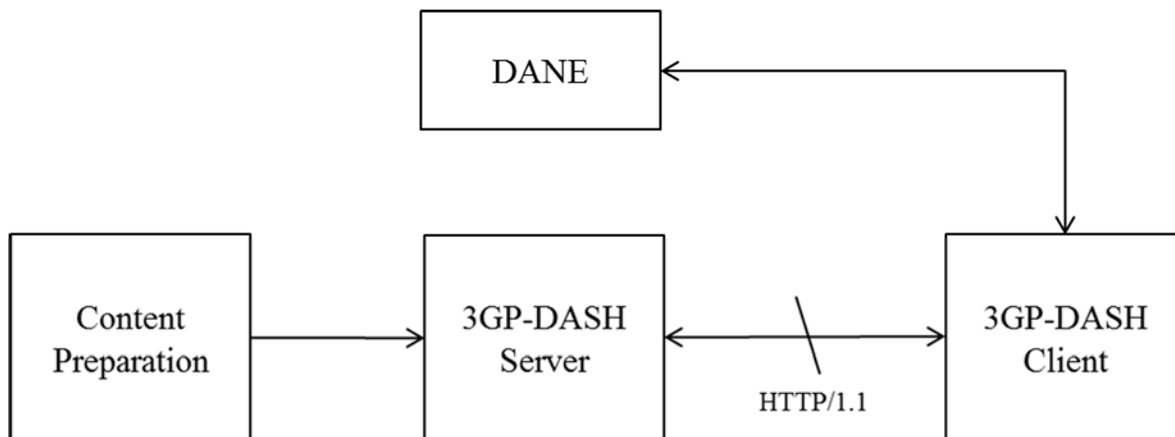 DANE
Content
Preparation
3GP-DASH
Server
HTTP/1.1
3GP-DASH
Client